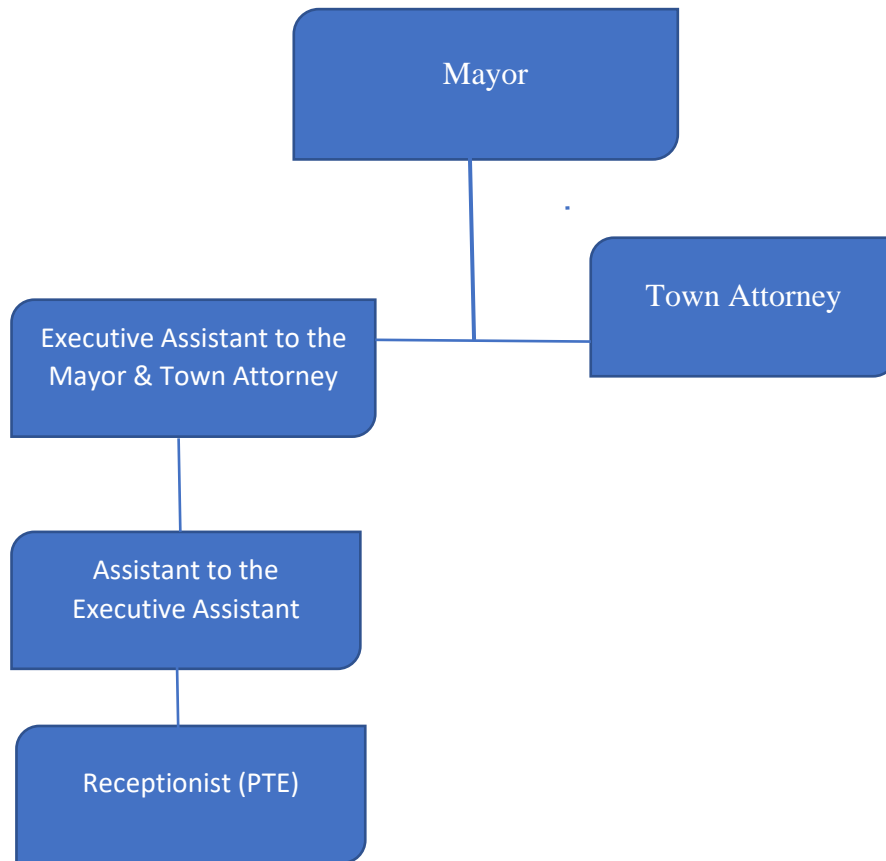 Mayor
Town Attorney
Executive Assistant to the
Mayor & Town Attorney
Assistant to the
Executive Assistant
Receptionist (PTE)